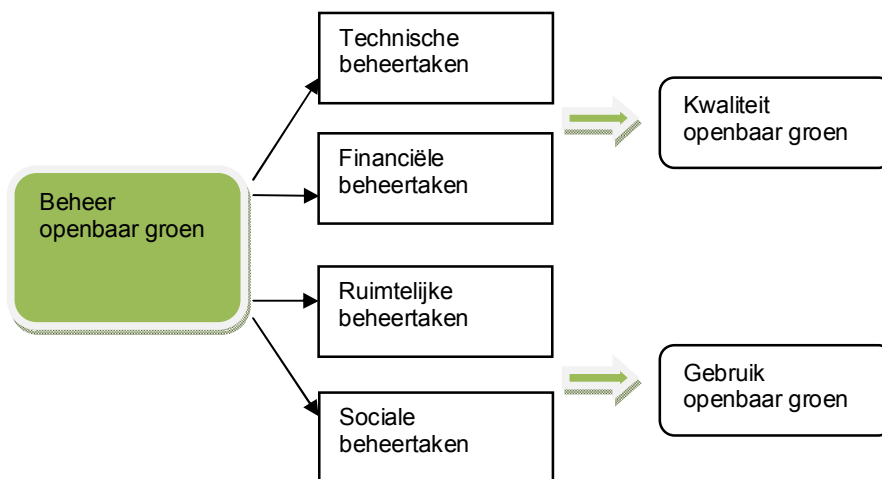 Beheer
openbaar groen
Technische
beheertaken
Financiële
beheertaken
Ruimtelijke
beheertaken
Sociale
beheertaken
Kwaliteit
openbaar groen
Gebruik
openbaar groen